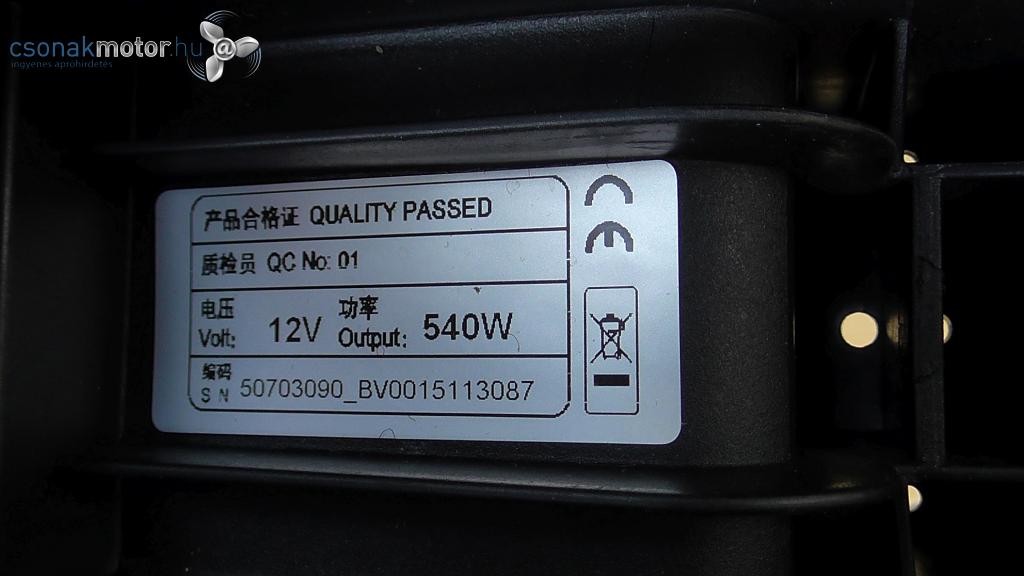 csonakmotor.hu
ingyenes apróhirdetés
产品合格证 QUALITY PASSED
质检员 QC No: 01
电压 功率
Volt: 12V Output: 540W
编码
S N 50703090_BV0015113087
CE